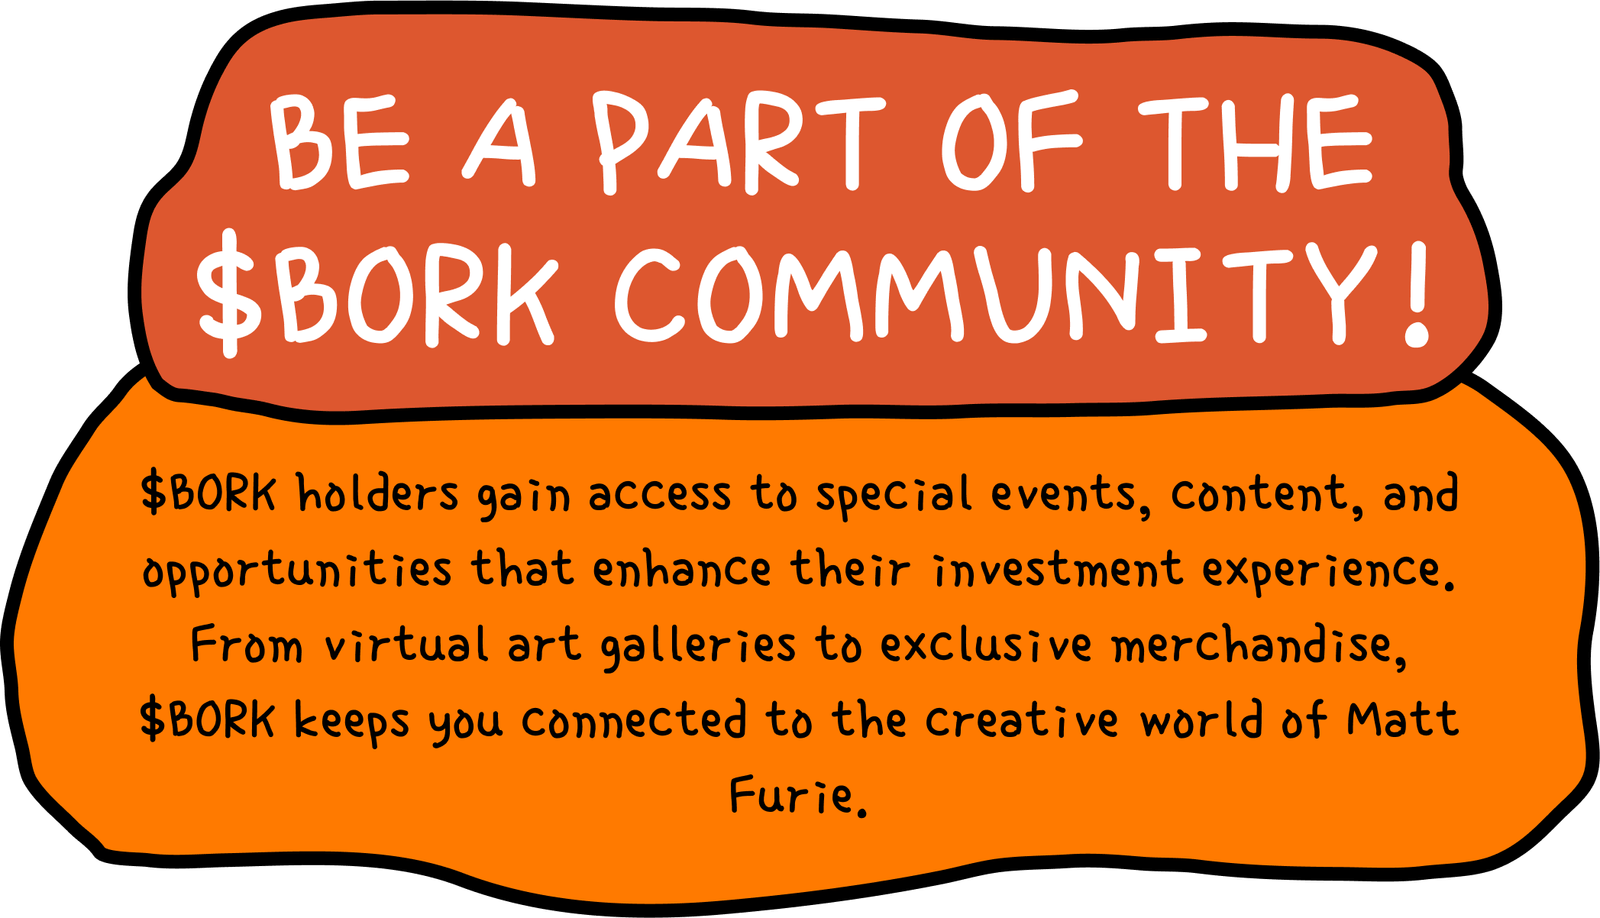 BE A PART OF THE
$BORK COMMUNITY!
$BORK holders gain access to special events, content, and
opportunities that enhance their investment experience.
From virtual art galleries to exclusive merchandise,
$BORK keeps you connected to the creative world of Matt
Furie.